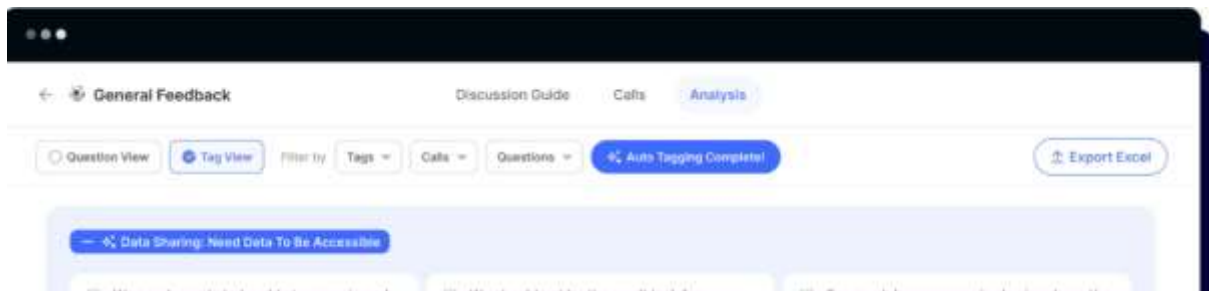 General Feedback
Discussion Guide Calls Analysis
Question View Tag View Filter by Tags Calls Questions Auto Tagging Complete! Export Excel
Data Sharing: Need Data To Be Accessible